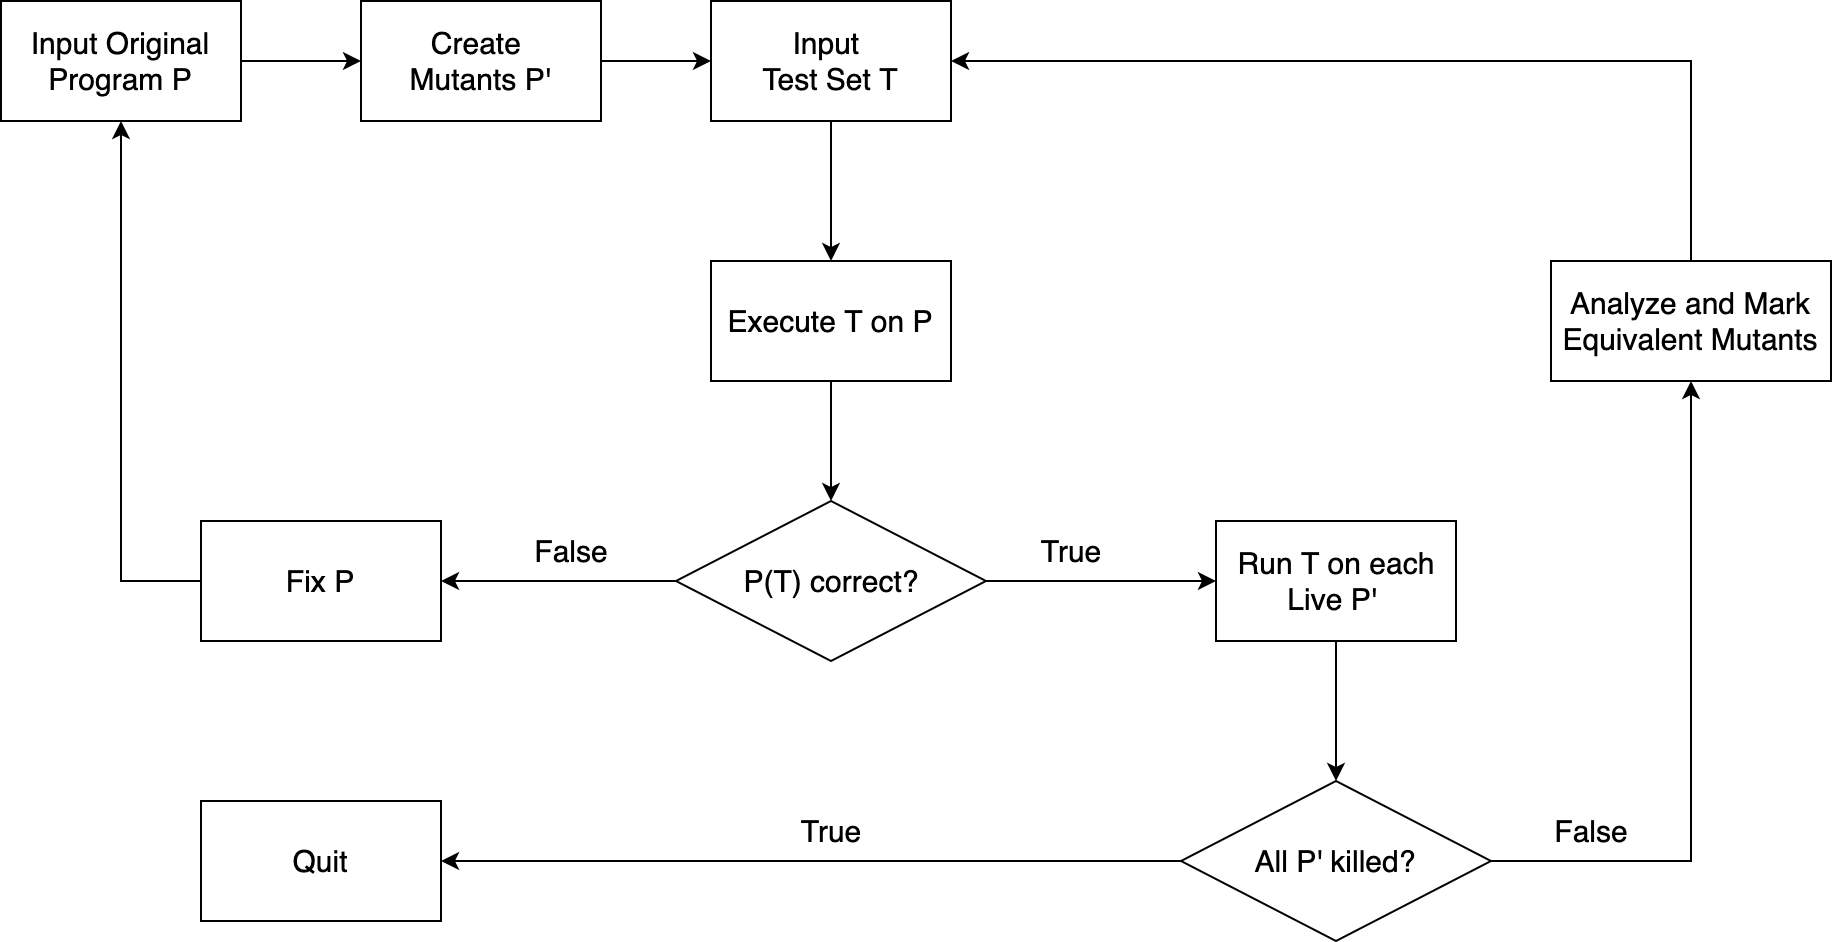 Input Original
Program P
Create
Mutants P'
Input
Test Set T
Execute T on P
Analyze and Mark
Equivalent Mutants
False
True
Fix P
P(T) correct?
Run T on each
Live P'
True
False
Quit
All P' killed?